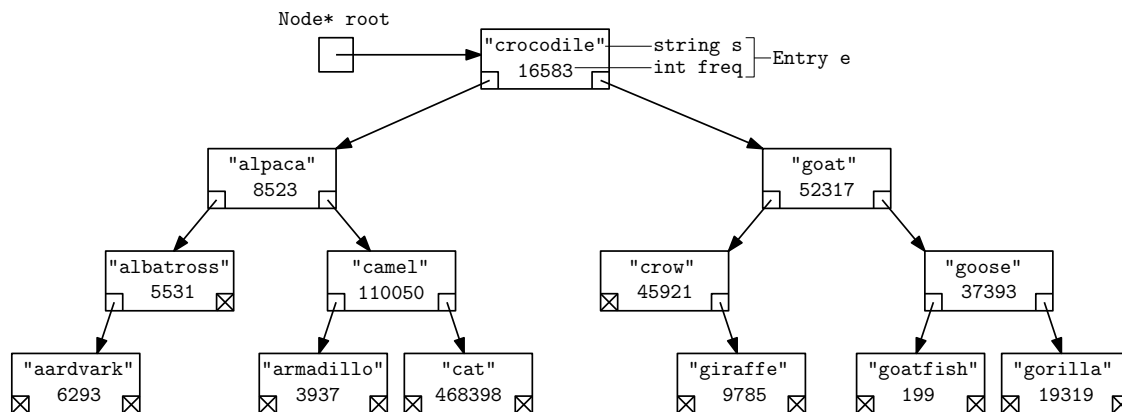 Node* root
"crocodile" string s
16583 int freq Entry e
"alpaca" "goat"
8523 52317
"albatross" "camel" "crow" "goose"
5531 110050 45921 37393
"aardvark" "armadillo" "cat" "giraffe" "goatfish" "gorilla"
6293 3937 468398 9785 199 19319